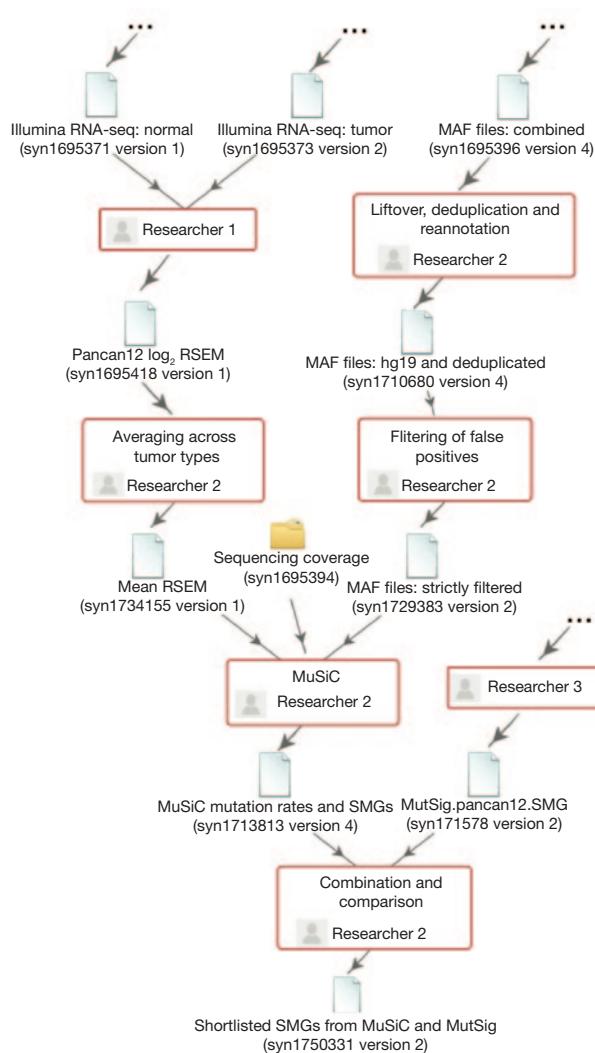 ...
...
...
Illumina RNA-seq: normal
(syn1695371 version 1)
Illumina RNA-seq: tumor
(syn1695373 version 2)
MAF files: combined
(syn1695396 version 4)
Researcher 1
Liftover, deduplication and
reannotation
Researcher 2
Pancan12 log₂ RSEM
(syn1695418 version 1)
MAF files: hg19 and deduplicated
(syn1710680 version 4)
Averaging across
tumor types
Researcher 2
Flitering of false
positives
Researcher 2
Mean RSEM
(syn1734155 version 1)
Sequencing coverage
(syn1695394)
MAF files: strictly filtered
(syn1729383 version 2)
...
MuSiC
Researcher 2
Researcher 3
MuSiC mutation rates and SMGs
(syn1713813 version 4)
MutSig.pancan12.SMG
(syn171578 version 2)
Combination and
comparison
Researcher 2
Shortlisted SMGs from MuSiC and MutSig
(syn1750331 version 2)